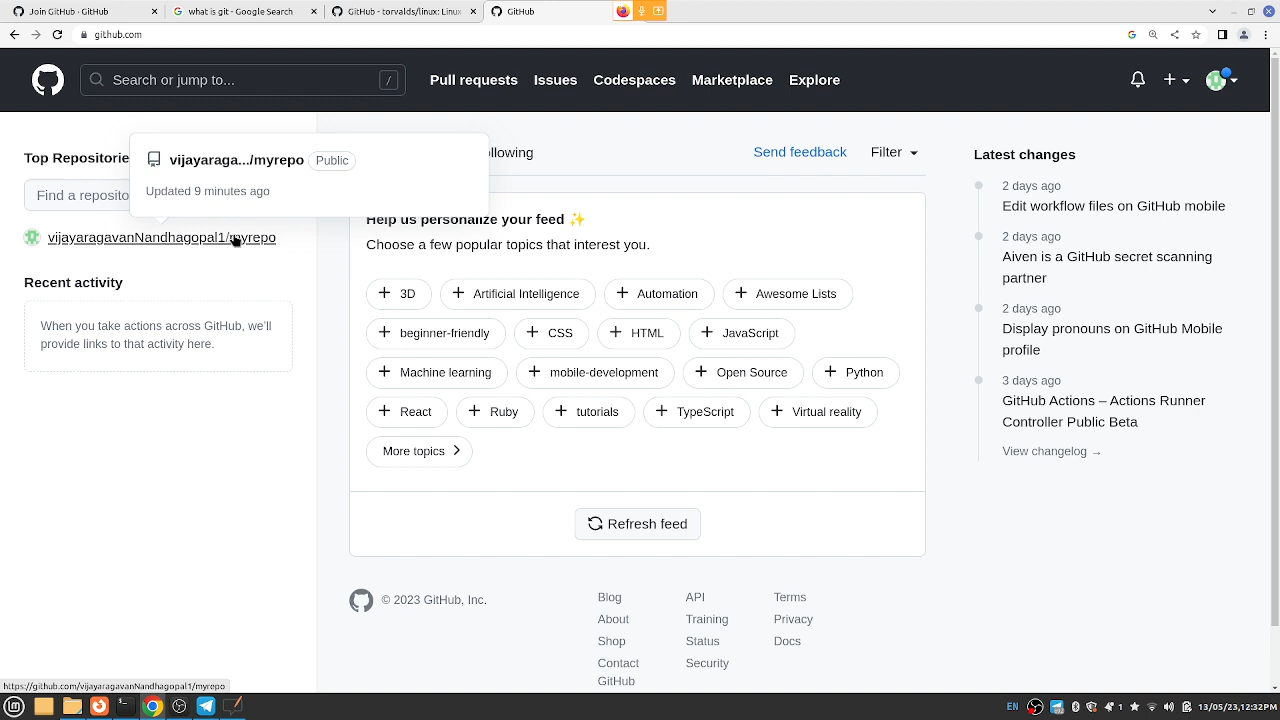 Join GitHub · GitHub
what is git - Google Search
GitHub - torvalds/linux: Linux
GitHub
github.com
Search or jump to...
/
Pull requests
Issues
Codespaces
Marketplace
Explore
Top Repositorie
Find a reposito
vijayaraga.../myrepo
Public
Updated 9 minutes ago
vijayaragavanNandhagopal1/myrepo
Recent activity
When you take actions across GitHub, we'll
provide links to that activity here.
ollowing
Send feedback
Filter
Help us personalize your feed ✨
Choose a few popular topics that interest you.
3D
Artificial Intelligence
Automation
Awesome Lists
beginner-friendly
CSS
HTML
JavaScript
Machine learning
mobile-development
Open Source
Python
React
Ruby
tutorials
TypeScript
Virtual reality
More topics
Refresh feed
© 2023 GitHub, Inc.
Blog
About
Shop
Contact
GitHub
API
Training
Status
Security
Terms
Privacy
Docs
Latest changes
2 days ago
Edit workflow files on GitHub mobile
2 days ago
Aiven is a GitHub secret scanning
partner
2 days ago
Display pronouns on GitHub Mobile
profile
3 days ago
GitHub Actions – Actions Runner
Controller Public Beta
View changelog →
https://github.com/vijayaragavanNandhagopal1/myrepo
EN
1
13/05/23,12:32PM